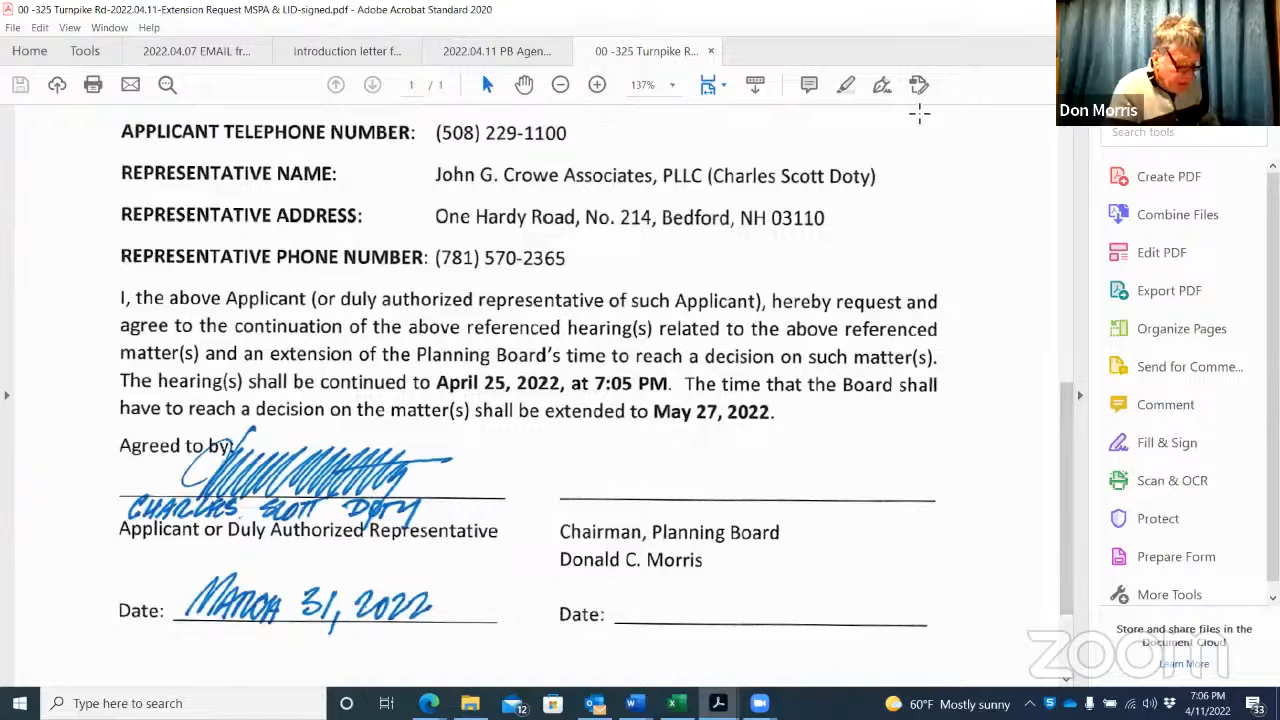 00 -325 Turnpike Rd-2022.04.11-Extension Request MSPA & LID-signed.pdf - Adobe Acrobat Standard 2020
File Edit View Window Help
Home Tools 2022.04.07 EMAIL fr... Introduction letter f... 2022.04.11 PB Agen... 00 -325 Turnpike R... ×
1 / 1 137%
Don Morris
Search tools
APPLICANT TELEPHONE NUMBER: (508) 229-1100
REPRESENTATIVE NAME: John G. Crowe Associates, PLLC (Charles Scott Doty)
REPRESENTATIVE ADDRESS: One Hardy Road, No. 214, Bedford, NH 03110
REPRESENTATIVE PHONE NUMBER: (781) 570-2365
I, the above Applicant (or duly authorized representative of such Applicant), hereby request and
agree to the continuation of the above referenced hearing(s) related to the above referenced
matter(s) and an extension of the Planning Board's time to reach a decision on such matter(s).
The hearing(s) shall be continued to April 25, 2022, at 7:05 PM. The time that the Board shall
have to reach a decision on the matter(s) shall be extended to May 27, 2022.
Agreed to by:
CHARLES SCOTT DOTY
Applicant or Duly Authorized Representative
Chairman, Planning Board
Donald C. Morris
Date: MARCH 31, 2022
Date:
Create PDF
Combine Files
Edit PDF
Export PDF
Organize Pages
Send for Comme...
Comment
Fill & Sign
Scan & OCR
Protect
Prepare Form
More Tools
Store and share files in the
Document Cloud
Learn More
zoom
Type here to search
12
60°F Mostly sunny
7:06 PM
4/11/2022
33